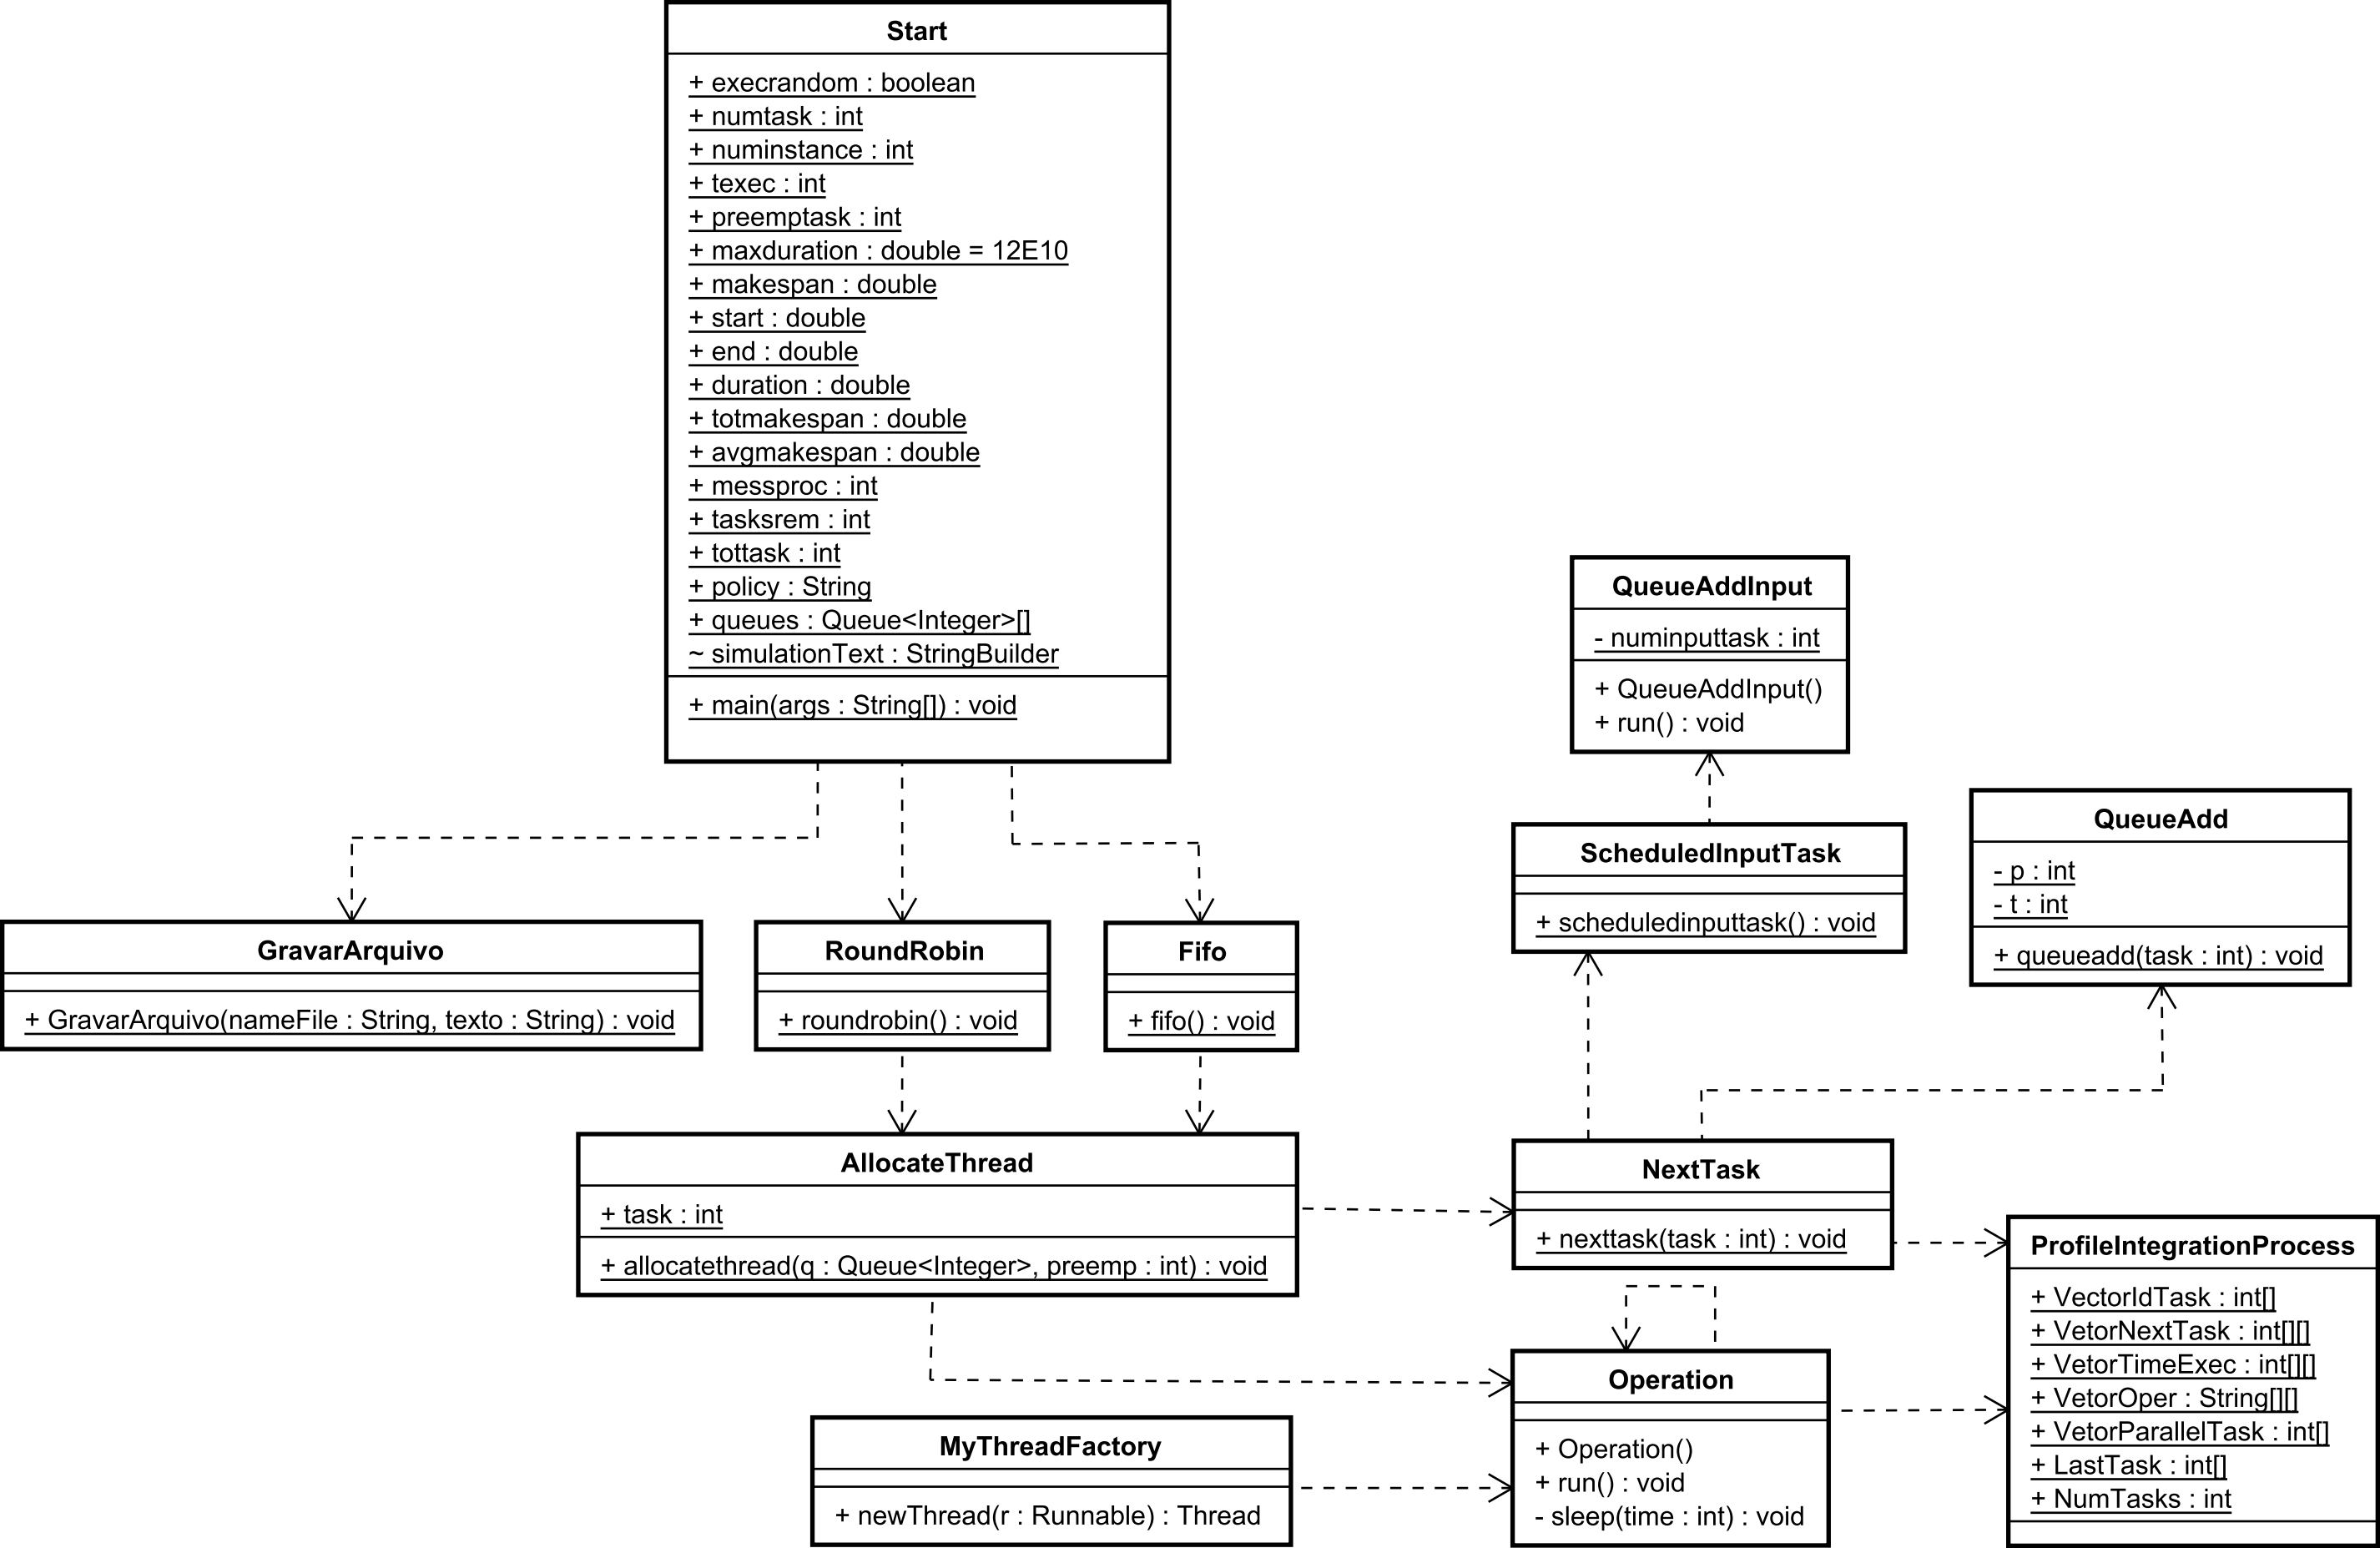 Start
+ execrandom : boolean
+ numtask : int
+ numinstance : int
+ texec : int
+ preemptask : int
+ maxduration : double = 12E10
+ makespan : double
+ start : double
+ end : double
+ duration : double
+ totmakespan : double
+ avgmakespan : double
+ messproc : int
+ tasksrem : int
+ tottask : int
+ policy : String
+ queues : Queue<Integer>[]
~ simulationText : StringBuilder
+ main(args : String[]) : void
QueueAddInput
- numinputtask : int
+ QueueAddInput()
+ run() : void
ScheduledInputTask
+ scheduledinputtask() : void
QueueAdd
- p : int
- t : int
+ queueadd(task : int) : void
GravarArquivo
+ GravarArquivo(nameFile : String, texto : String) : void
RoundRobin
+ roundrobin() : void
Fifo
+ fifo() : void
AllocateThread
+ task : int
+ allocatethread(q : Queue<Integer>, preemp : int) : void
NextTask
+ nexttask(task : int) : void
ProfileIntegrationProcess
+ VectorIdTask : int[]
+ VetorNextTask : int[][]
+ VetorTimeExec : int[][]
+ VetorOper : String[][]
+ VetorParallelTask : int[]
+ LastTask : int[]
+ NumTasks : int
Operation
+ Operation()
+ run() : void
- sleep(time : int) : void
MyThreadFactory
+ newThread(r : Runnable) : Thread